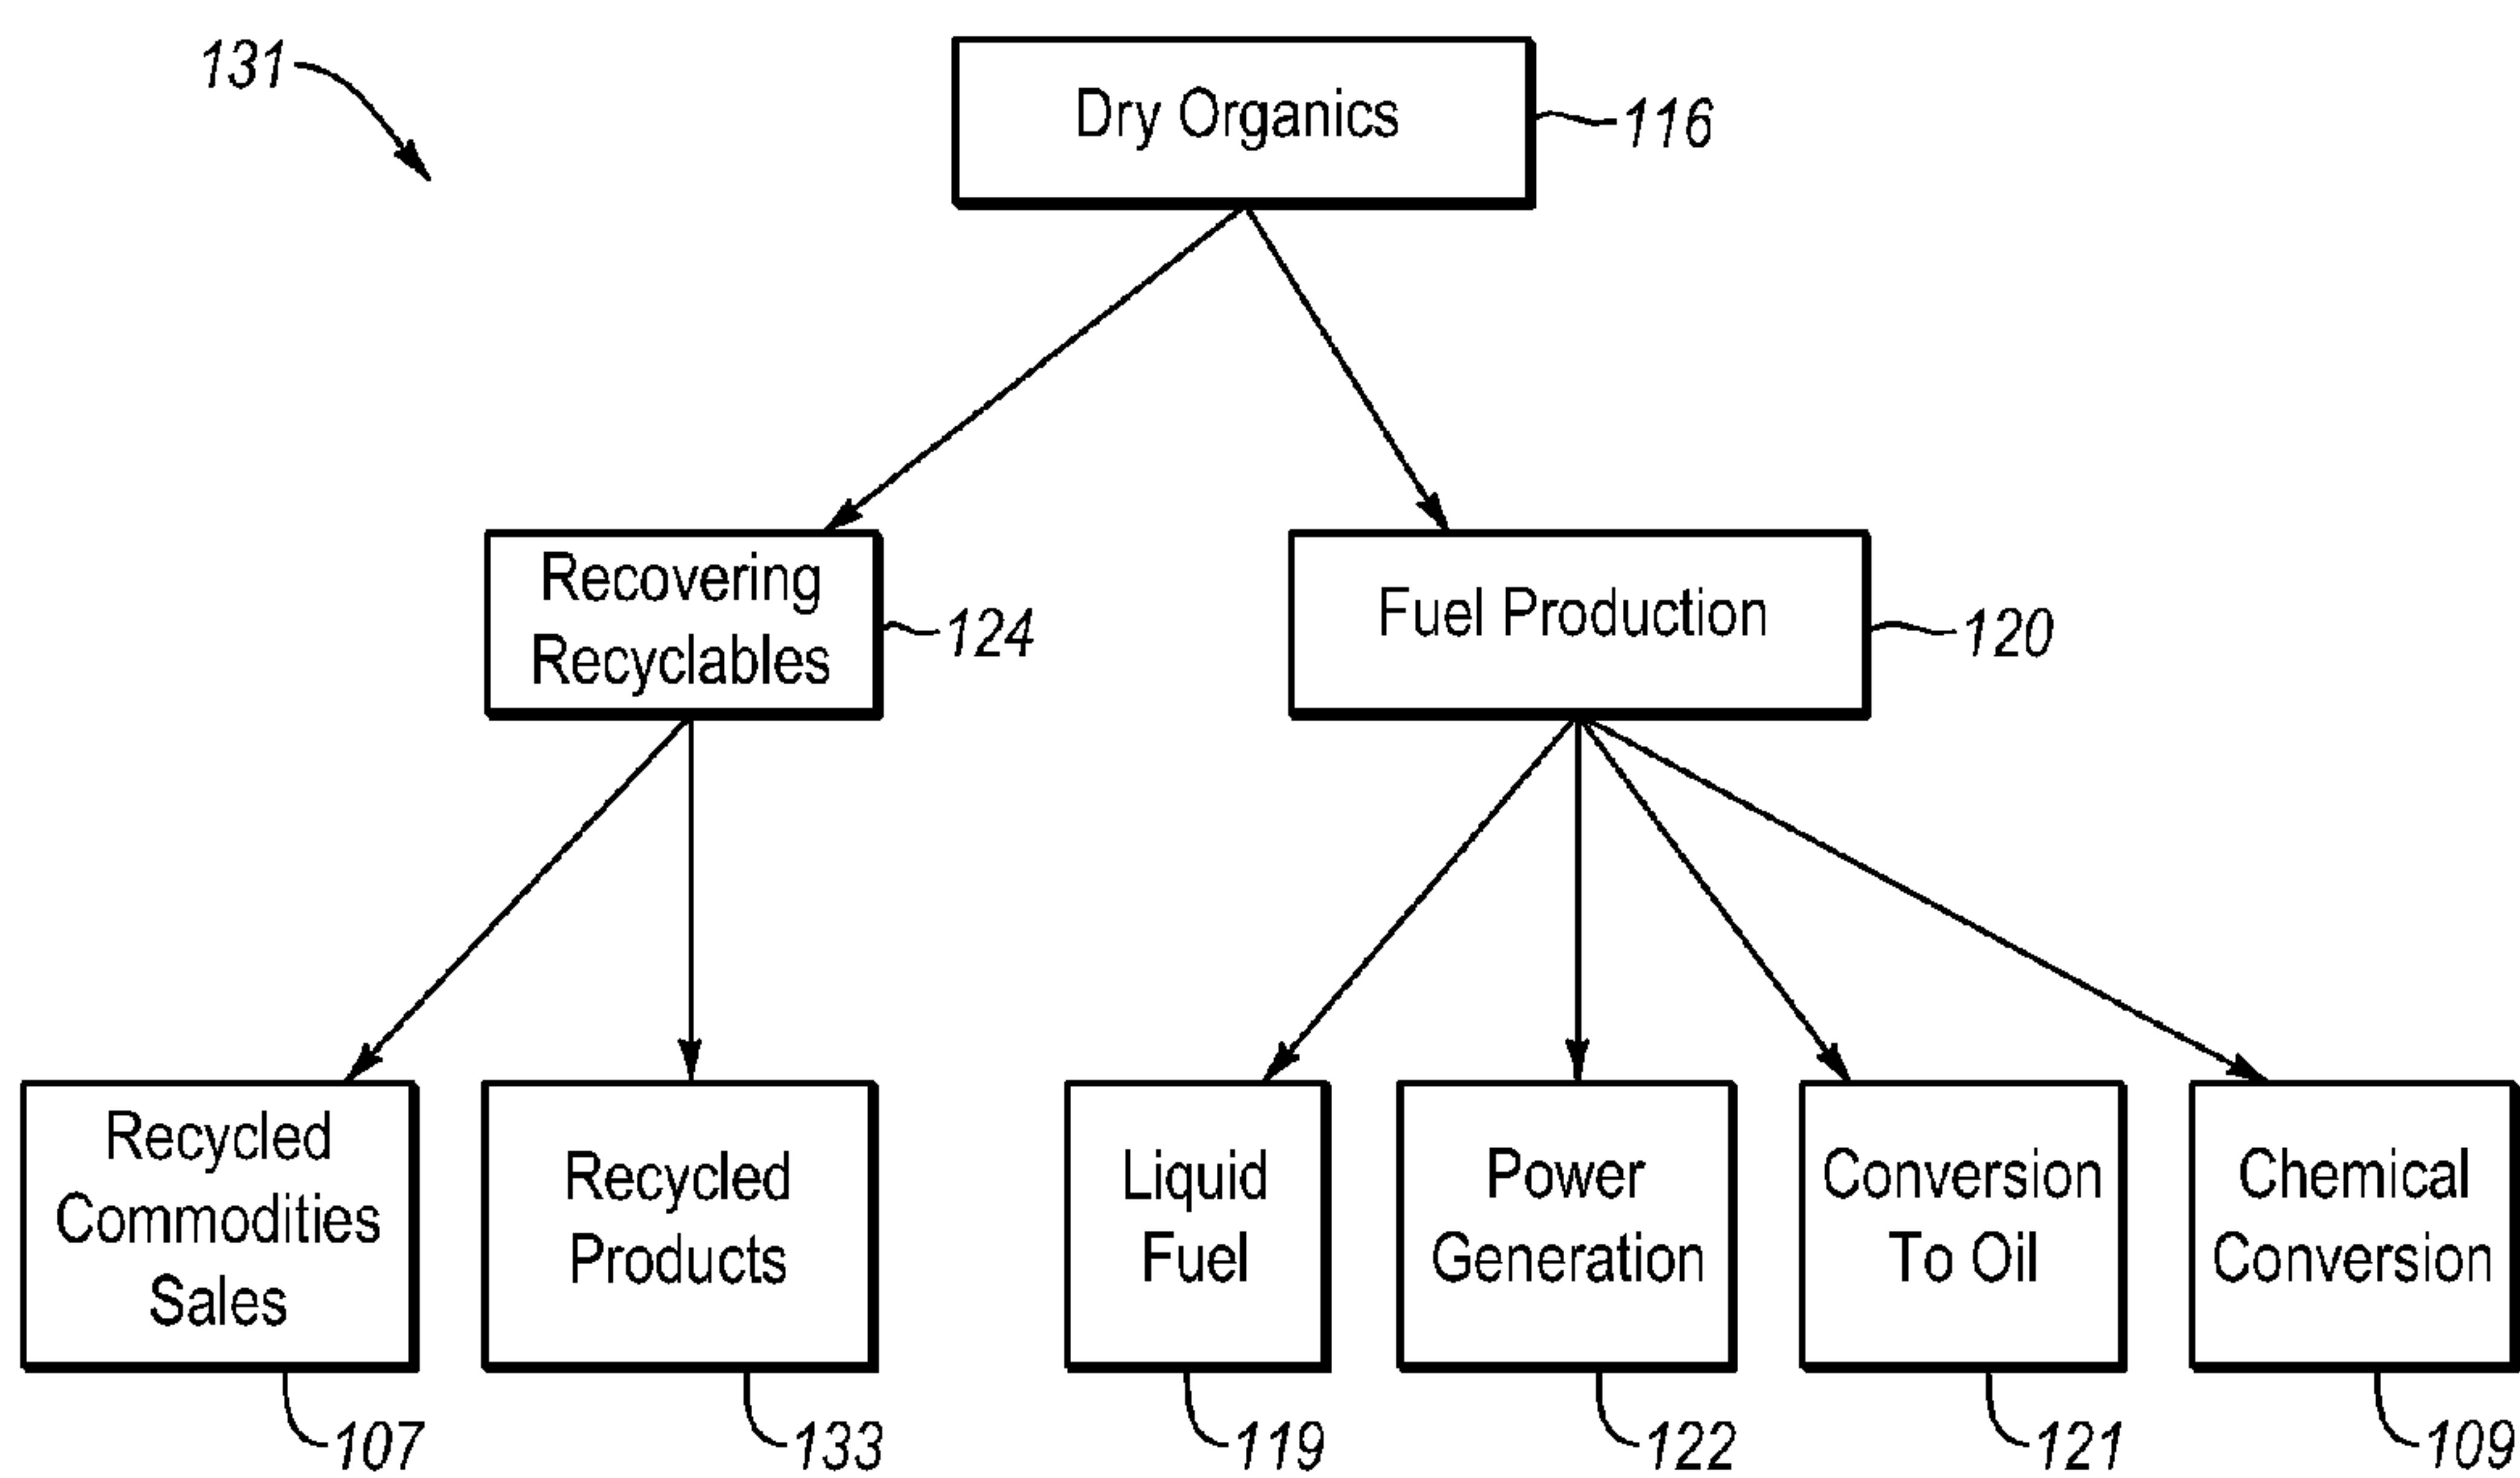 131
Dry Organics
116
Recovering
Recyclables
124
Fuel Production
120
Recycled
Commodities
Sales
107
Recycled
Products
133
Liquid
Fuel
119
Power
Generation
122
Conversion
To Oil
121
Chemical
Conversion
109